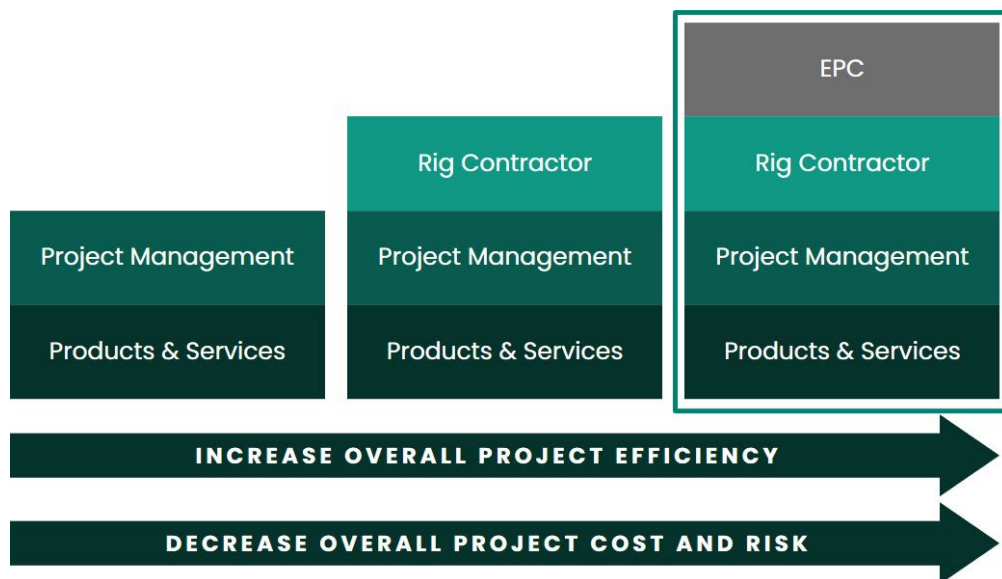 EPC
Rig Contractor
Rig Contractor
Project Management
Project Management
Project Management
Products & Services
Products & Services
Products & Services
INCREASE OVERALL PROJECT EFFICIENCY
DECREASE OVERALL PROJECT COST AND RISK